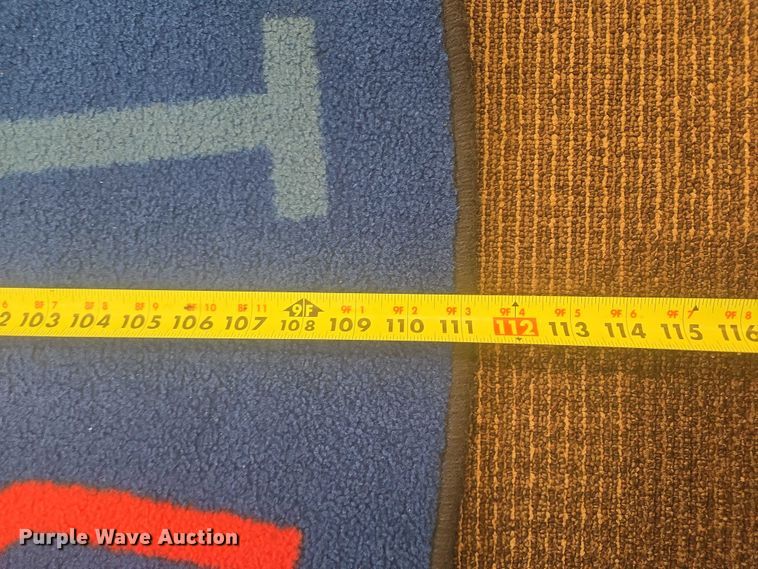 6 8F 7 8F 8 8F 9 8F 10 8F 11 9F 9F 1 9F 2 9F 3 9F 4 9F 5 9F 6 9F 7 9F 8
2 103 104 105 106 107 108 109 110 111 112 113 114 115 116
Purple Wave Auction